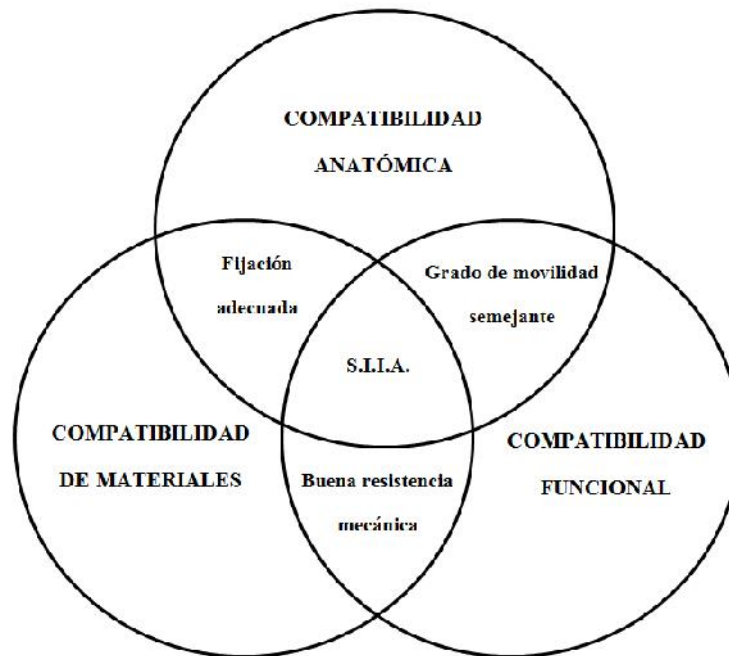 COMPATIBILIDAD
ANATÓMICA
Fijación
adecuada
Grado de movilidad
semejante
S.I.I.A.
COMPATIBILIDAD
DE MATERIALES
Buena resistencia
mecánica
COMPATIBILIDAD
FUNCIONAL